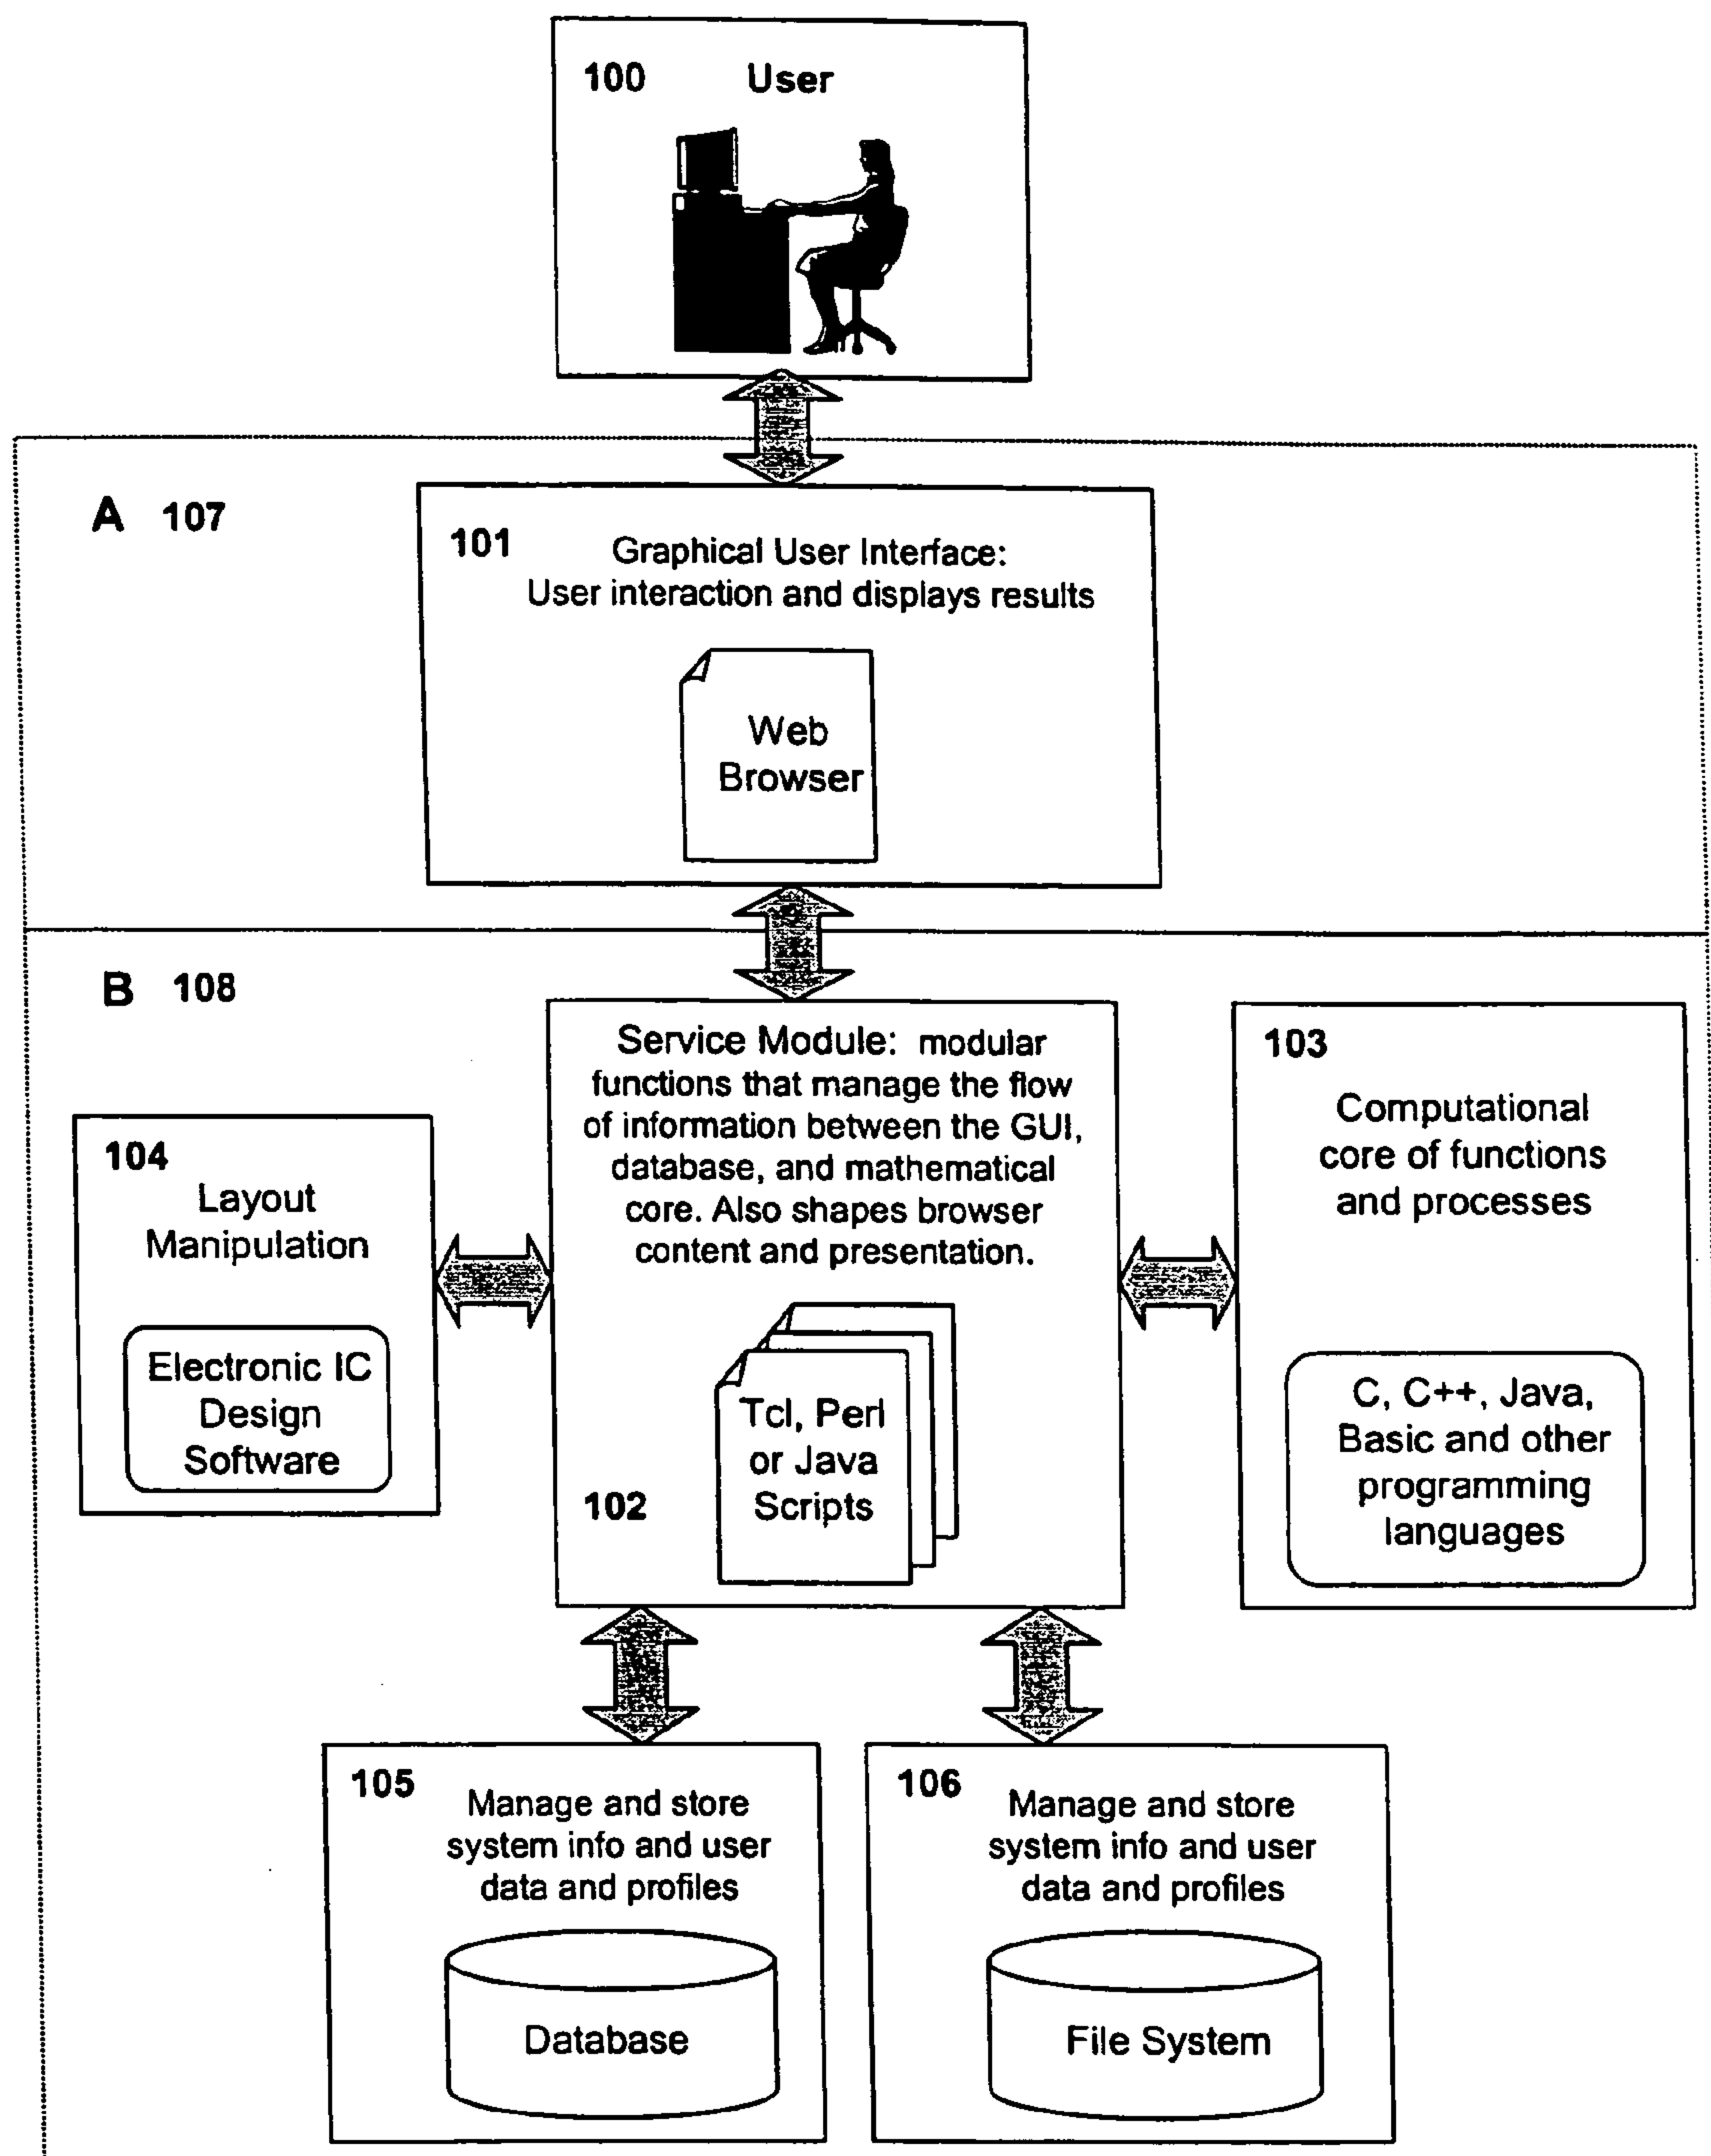 100 User
A 107
101 Graphical User Interface:
User interaction and displays results
Web
Browser
B 108
Service Module: modular
functions that manage the flow
of information between the GUI,
database, and mathematical
core. Also shapes browser
content and presentation.
Tcl, Perl
or Java
Scripts
102
103
Computational
core of functions
and processes
C, C++, Java,
Basic and other
programming
languages
104
Layout
Manipulation
Electronic IC
Design
Software
105
Manage and store
system info and user
data and profiles
Database
106
Manage and store
system info and user
data and profiles
File System